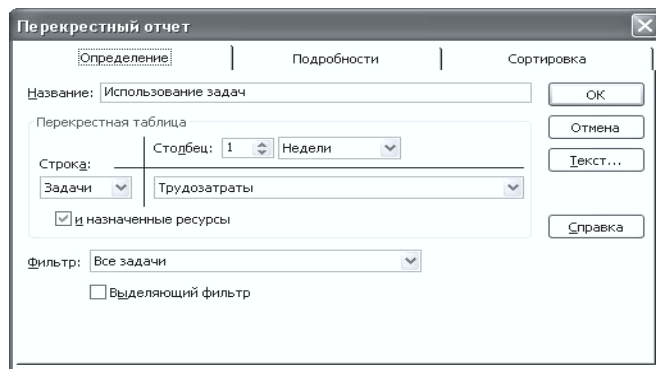 Перекрестный отчет
Определение Подробности Сортировка
Название: Использование задач ОК
Перекрестная таблица Отмена
Столбец: 1 Недели Текст...
Строка:
Задачи Трудозатраты
и назначенные ресурсы Справка
Фильтр: Все задачи
Выделяющий фильтр